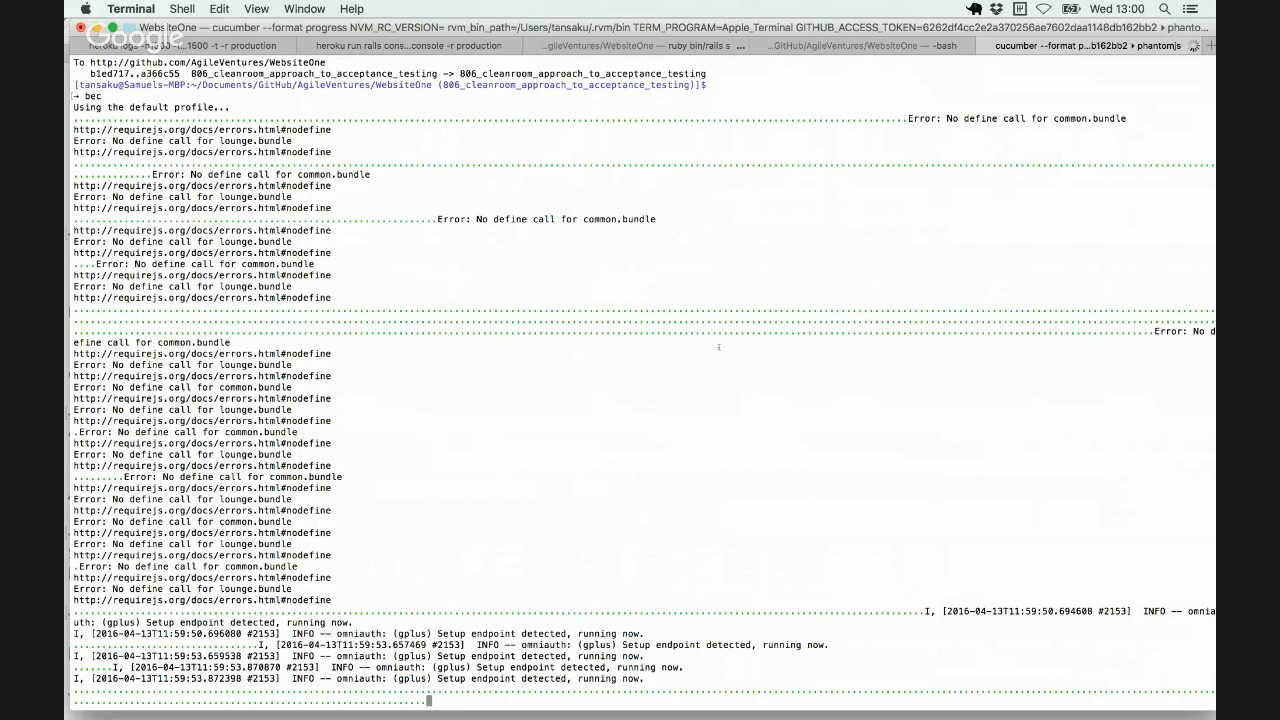 Terminal Shell Edit View Window Help Wed 13:00
WebsiteOne — cucumber --format progress NVM_RC_VERSION= rvm_bin_path=/Users/tansaku/.rvm/bin TERM_PROGRAM=Apple_Terminal GITHUB_ACCESS_TOKEN=6262df4cc2e2a370256ae7602daa1148db162bb2 ▸ phanto...
Google
heroku run rails cons...console -r production ...gileVentures/WebsiteOne — ruby bin/rails s ... ...GitHub/AgileVentures/WebsiteOne — -bash cucumber --format p...b162bb2 ▸ phantomjs
To http://github.com/AgileVentures/WebsiteOne
b1ed717..a366c55 806_cleanroom_approach_to_acceptance_testing -> 806_cleanroom_approach_to_acceptance_testing
[tansaku@Samuels-MBP:~/Documents/GitHub/AgileVentures/WebsiteOne (806_cleanroom_approach_to_acceptance_testing)]$
→ bec
Using the default profile...
Error: No define call for common.bundle
http://requirejs.org/docs/errors.html#nodefine
Error: No define call for lounge.bundle
http://requirejs.org/docs/errors.html#nodefine
Error: No define call for common.bundle
http://requirejs.org/docs/errors.html#nodefine
Error: No define call for lounge.bundle
http://requirejs.org/docs/errors.html#nodefine
Error: No define call for common.bundle
http://requirejs.org/docs/errors.html#nodefine
Error: No define call for lounge.bundle
http://requirejs.org/docs/errors.html#nodefine
....Error: No define call for common.bundle
http://requirejs.org/docs/errors.html#nodefine
Error: No define call for lounge.bundle
http://requirejs.org/docs/errors.html#nodefine
Error: No d
efine call for common.bundle
http://requirejs.org/docs/errors.html#nodefine
Error: No define call for lounge.bundle
http://requirejs.org/docs/errors.html#nodefine
Error: No define call for common.bundle
http://requirejs.org/docs/errors.html#nodefine
Error: No define call for lounge.bundle
http://requirejs.org/docs/errors.html#nodefine
.Error: No define call for common.bundle
http://requirejs.org/docs/errors.html#nodefine
Error: No define call for lounge.bundle
http://requirejs.org/docs/errors.html#nodefine
.........Error: No define call for common.bundle
http://requirejs.org/docs/errors.html#nodefine
Error: No define call for lounge.bundle
http://requirejs.org/docs/errors.html#nodefine
Error: No define call for common.bundle
http://requirejs.org/docs/errors.html#nodefine
Error: No define call for lounge.bundle
http://requirejs.org/docs/errors.html#nodefine
.Error: No define call for common.bundle
http://requirejs.org/docs/errors.html#nodefine
Error: No define call for lounge.bundle
http://requirejs.org/docs/errors.html#nodefine
I, [2016-04-13T11:59:50.694608 #2153] INFO -- omnia
uth: (gplus) Setup endpoint detected, running now.
I, [2016-04-13T11:59:50.696080 #2153] INFO -- omniauth: (gplus) Setup endpoint detected, running now.
I, [2016-04-13T11:59:53.657469 #2153] INFO -- omniauth: (gplus) Setup endpoint detected, running now.
I, [2016-04-13T11:59:53.659538 #2153] INFO -- omniauth: (gplus) Setup endpoint detected, running now.
.......I, [2016-04-13T11:59:53.870870 #2153] INFO -- omniauth: (gplus) Setup endpoint detected, running now.
I, [2016-04-13T11:59:53.872398 #2153] INFO -- omniauth: (gplus) Setup endpoint detected, running now.